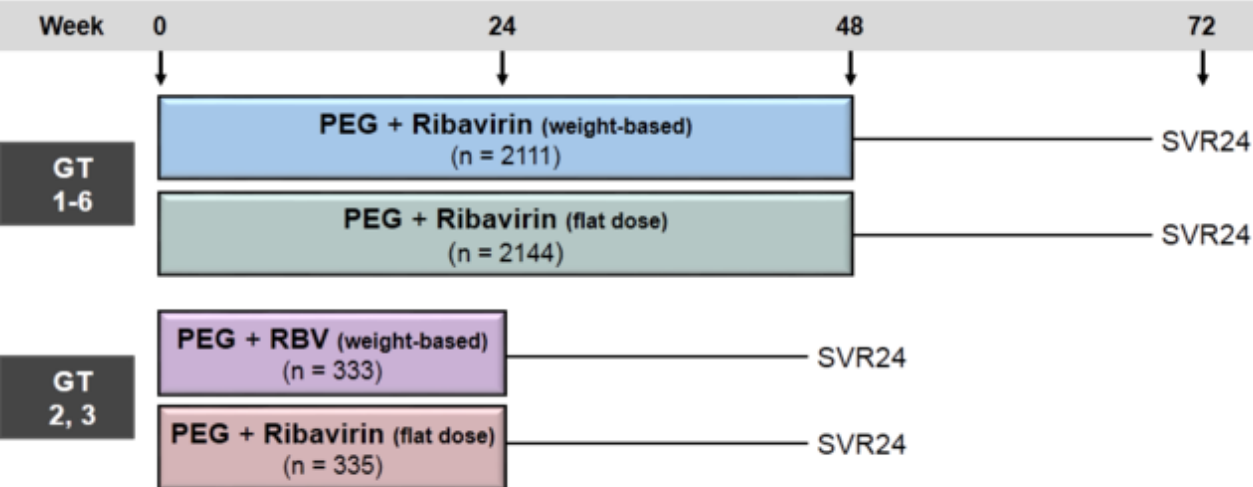 Week 0 24 48 72
GT
1-6
PEG + Ribavirin (weight-based)
(n = 2111)
SVR24
PEG + Ribavirin (flat dose)
(n = 2144)
SVR24
GT
2, 3
PEG + RBV (weight-based)
(n = 333)
SVR24
PEG + Ribavirin (flat dose)
(n = 335)
SVR24